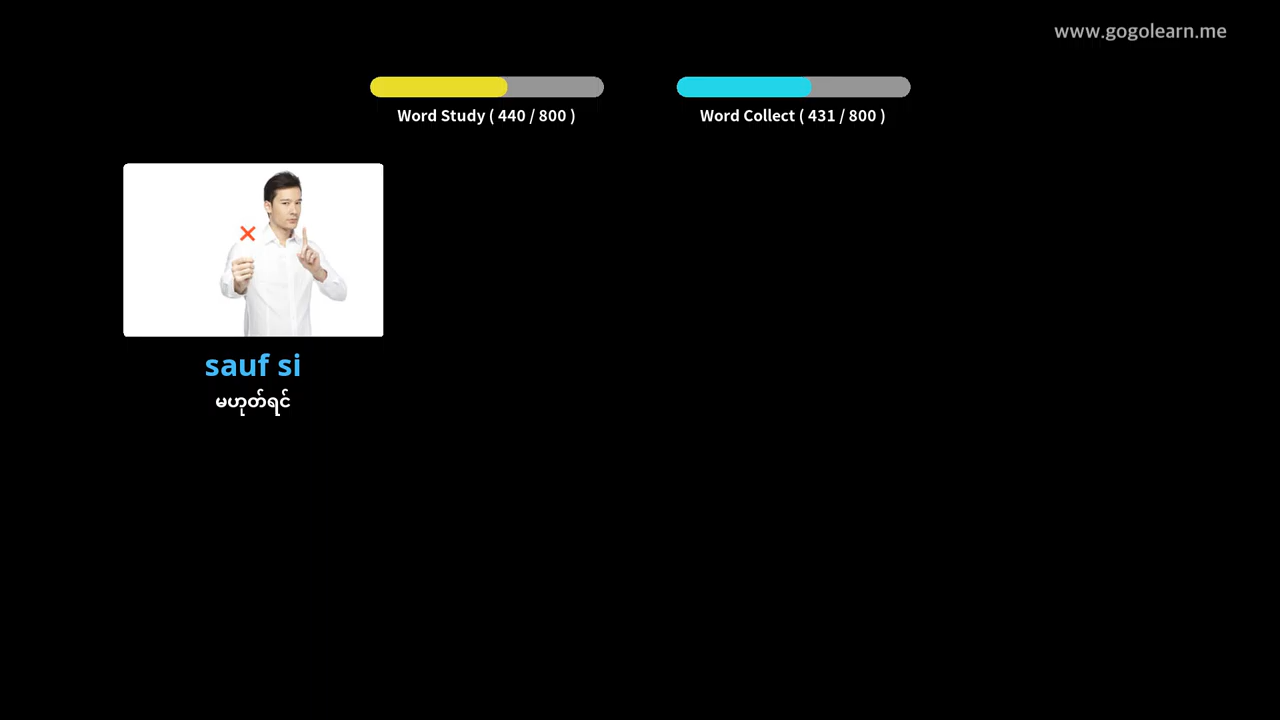 www.gogolearn.me
Word Study ( 440 / 800 )
Word Collect ( 431 / 800 )
sauf si
မဟုတ်ရင်